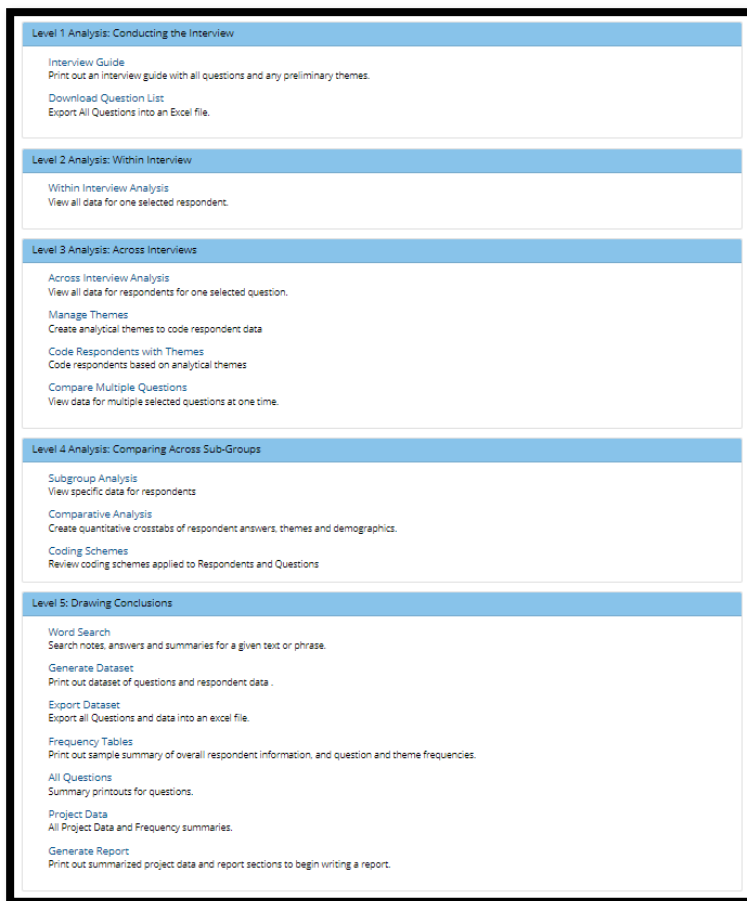 Level 1 Analysis: Conducting the Interview
Interview Guide
Print out an interview guide with all questions and any preliminary themes.
Download Question List
Export All Questions into an Excel file.
Level 2 Analysis: Within Interview
Within Interview Analysis
View all data for one selected respondent.
Level 3 Analysis: Across Interviews
Across Interview Analysis
View all data for respondents for one selected question.
Manage Themes
Create analytical themes to code respondent data
Code Respondents with Themes
Code respondents based on analytical themes
Compare Multiple Questions
View data for multiple selected questions at one time.
Level 4 Analysis: Comparing Across Sub-Groups
Subgroup Analysis
View specific data for respondents
Comparative Analysis
Create quantitative crosstabs of respondent answers, themes and demographics.
Coding Schemes
Review coding schemes applied to Respondents and Questions
Level 5: Drawing Conclusions
Word Search
Search notes, answers and summaries for a given text or phrase.
Generate Dataset
Print out dataset of questions and respondent data .
Export Dataset
Export all Questions and data into an excel file.
Frequency Tables
Print out sample summary of overall respondent information, and question and theme frequencies.
All Questions
Summary printouts for questions.
Project Data
All Project Data and Frequency summaries.
Generate Report
Print out summarized project data and report sections to begin writing a report.